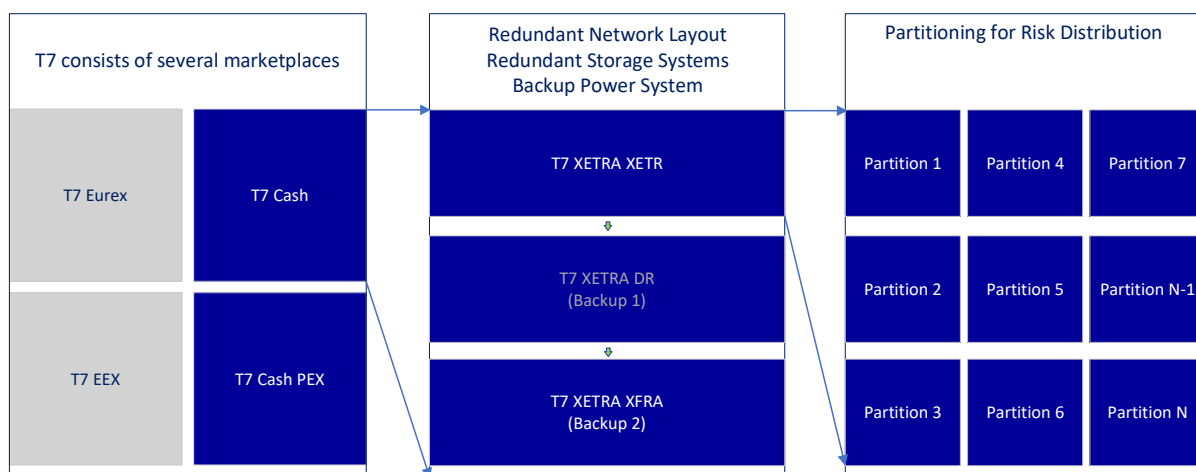 T7 consists of several marketplaces
T7 Eurex
T7 Cash
T7 EEX
T7 Cash PEX
Redundant Network Layout
Redundant Storage Systems
Backup Power System
T7 XETRA XETR
T7 XETRA DR
(Backup 1)
T7 XETRA XFRA
(Backup 2)
Partitioning for Risk Distribution
Partition 1
Partition 4
Partition 7
Partition 2
Partition 5
Partition N-1
Partition 3
Partition 6
Partition N